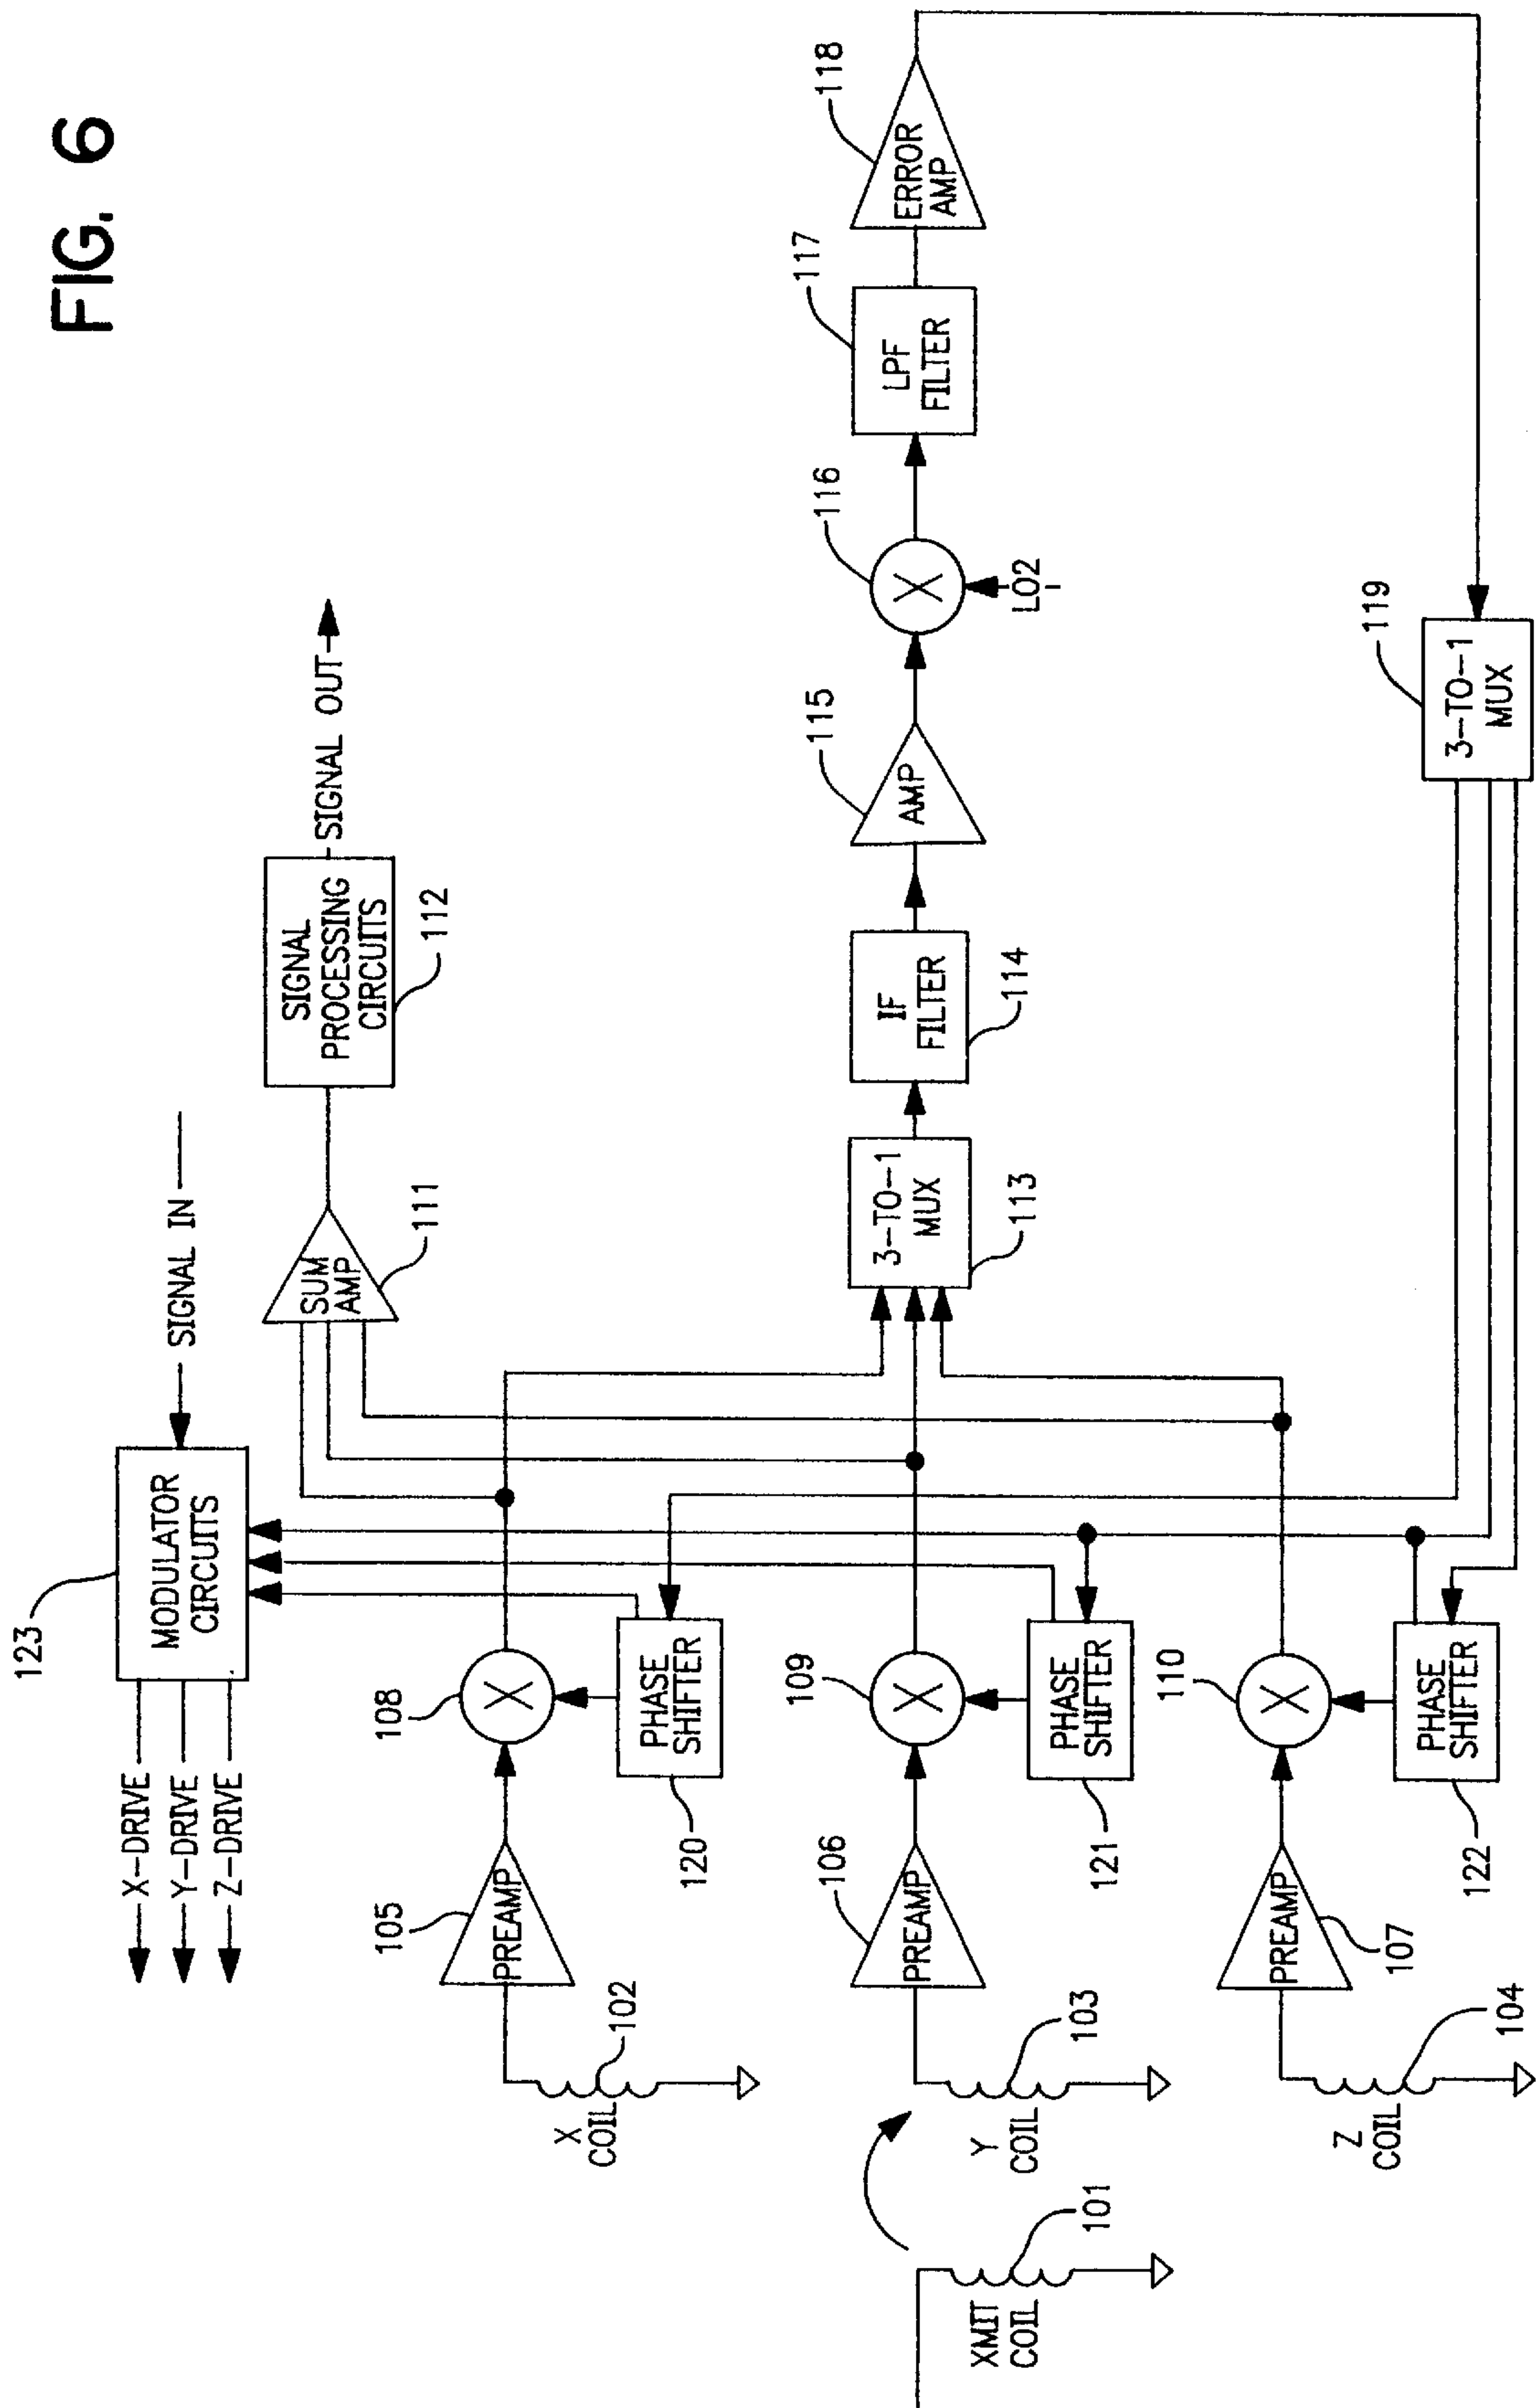 FIG. 6
123
MODULATOR
CIRCUITS
SIGNAL IN
X-DRIVE
Y-DRIVE
Z-DRIVE
SUM
AMP
111
SIGNAL
PROCESSING
CIRCUITS
112
SIGNAL OUT
X
COIL
102
105
PREAMP
108
X
PHASE
SHIFTER
120
XMIT
COIL
101
Y
COIL
103
106
PREAMP
109
X
PHASE
SHIFTER
121
3-TO-1
MUX
113
IF
FILTER
114
AMP
115
X
116
LO2
LPF
FILTER
117
ERROR
AMP
118
Z
COIL
104
PREAMP
107
110
X
PHASE
SHIFTER
122
3-TO-1
MUX
119